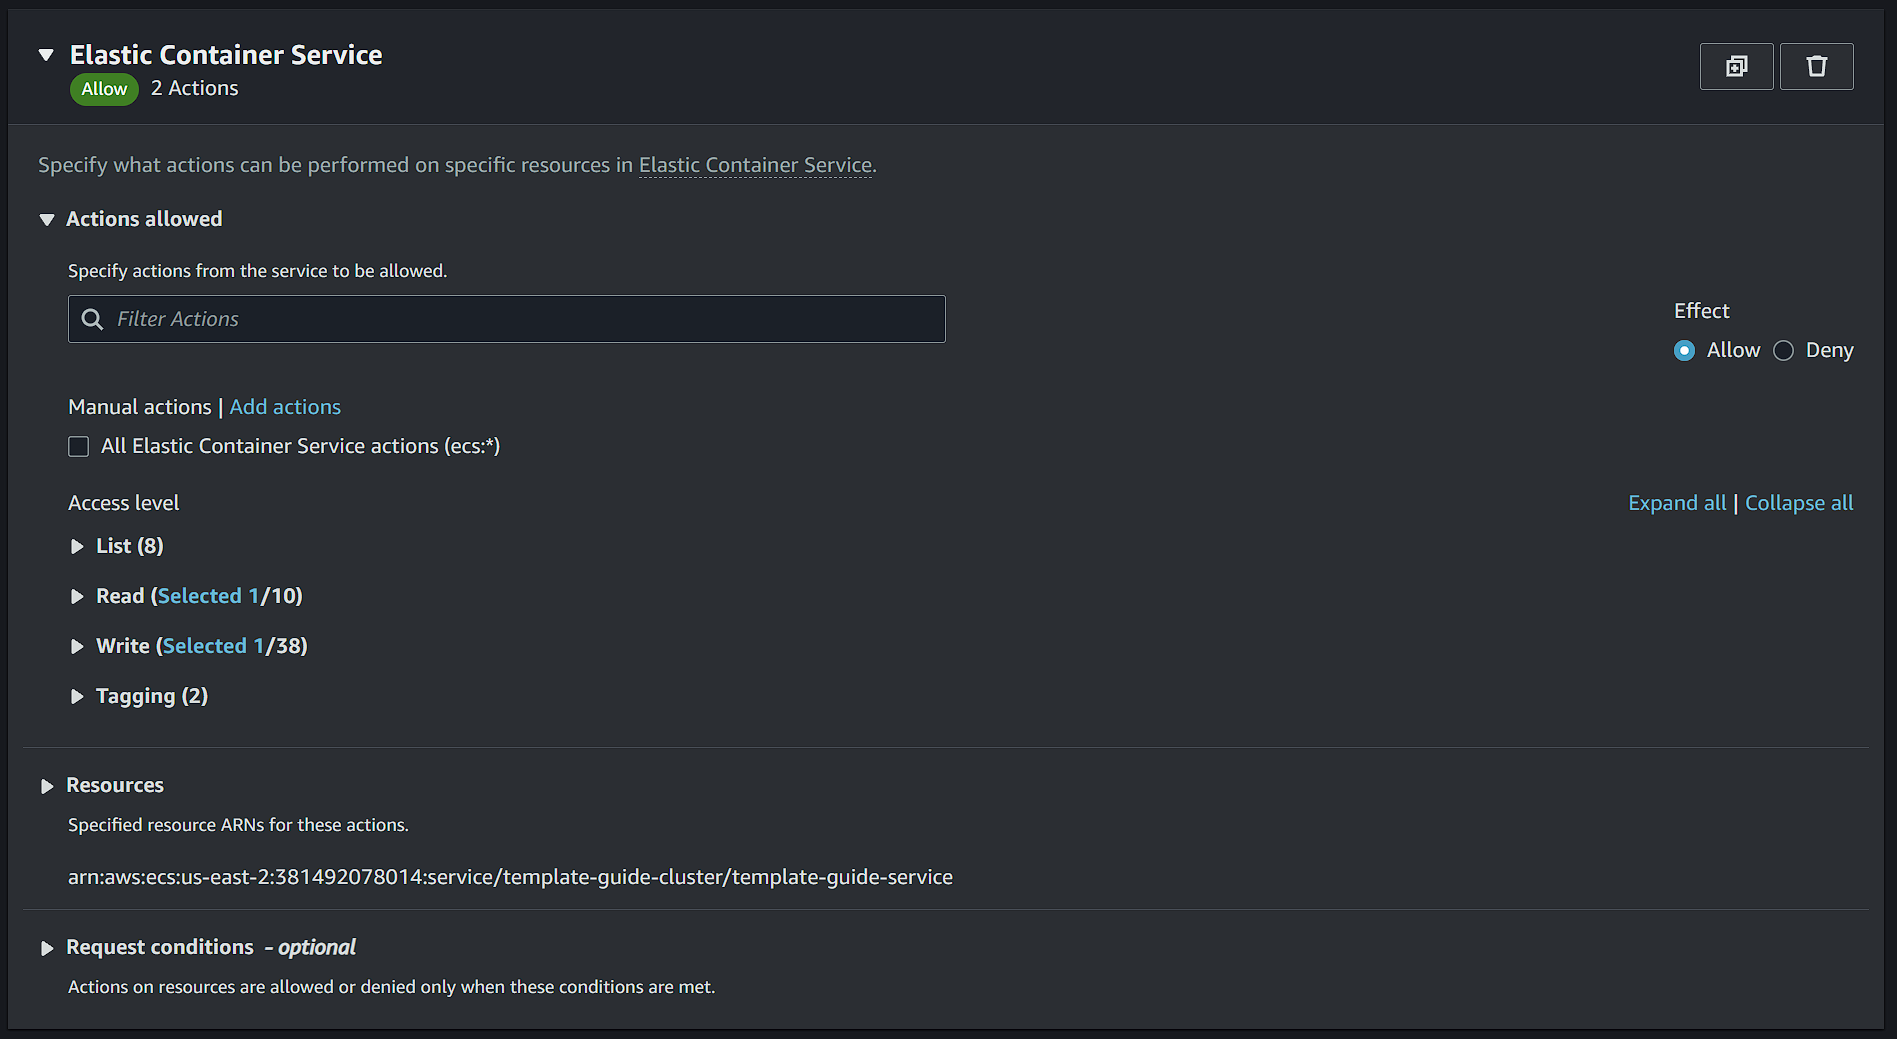 Elastic Container Service
Allow 2 Actions
Specify what actions can be performed on specific resources in Elastic Container Service.
Actions allowed
Specify actions from the service to be allowed.
Filter Actions
Effect
Allow Deny
Manual actions | Add actions
All Elastic Container Service actions (ecs:*)
Access level
Expand all | Collapse all
List (8)
Read (Selected 1/10)
Write (Selected 1/38)
Tagging (2)
Resources
Specified resource ARNs for these actions.
arn:aws:ecs:us-east-2:381492078014:service/template-guide-cluster/template-guide-service
Request conditions - optional
Actions on resources are allowed or denied only when these conditions are met.